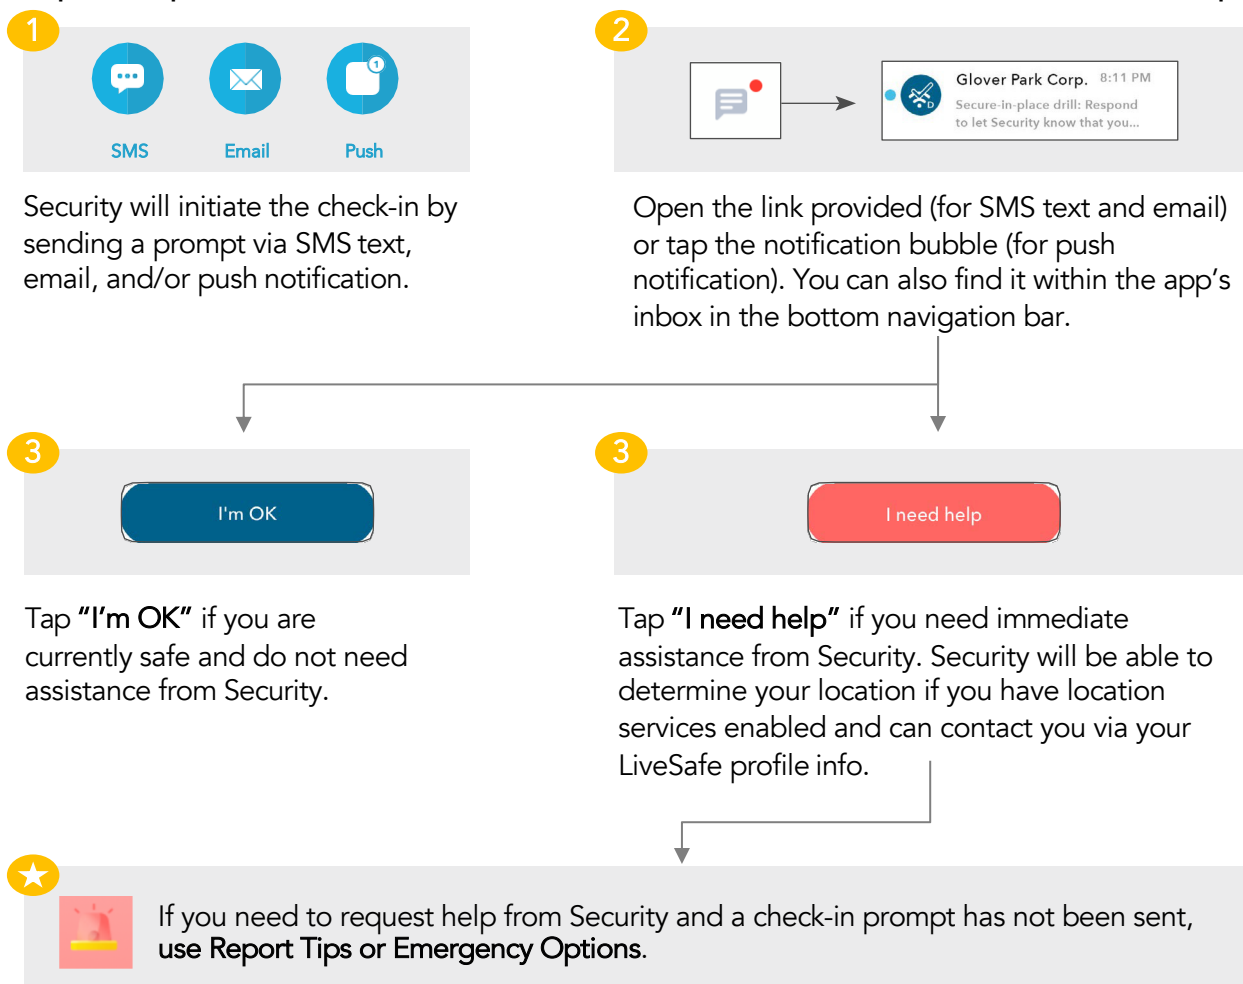 1
SMS
Email
1
Push
Security will initiate the check-in by
sending a prompt via SMS text,
email, and/or push notification.
2
Glover Park Corp. 8:11 PM
D
Secure-in-place drill: Respond
to let Security know that you...
Open the link provided (for SMS text and email)
or tap the notification bubble (for push
notification). You can also find it within the app’s
inbox in the bottom navigation bar.
3
I'm OK
Tap “I’m OK” if you are
currently safe and do not need
assistance from Security.
3
I need help
Tap “I need help” if you need immediate
assistance from Security. Security will be able to
determine your location if you have location
services enabled and can contact you via your
LiveSafe profile info.
If you need to request help from Security and a check-in prompt has not been sent,
use Report Tips or Emergency Options.